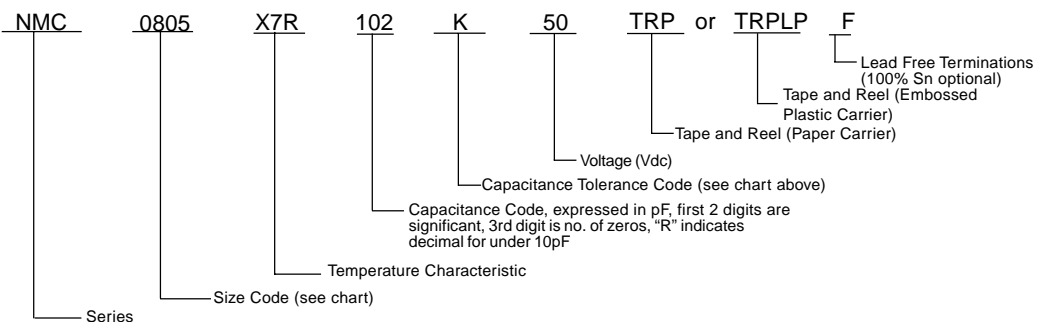 NMC 0805 X7R 102 K 50 TRP or TRPLP F
Lead Free Terminations
(100% Sn optional)
Tape and Reel (Embossed
Plastic Carrier)
Tape and Reel (Paper Carrier)
Voltage (Vdc)
Capacitance Tolerance Code (see chart above)
Capacitance Code, expressed in pF, first 2 digits are
significant, 3rd digit is no. of zeros, “R” indicates
decimal for under 10pF
Temperature Characteristic
Size Code (see chart)
Series